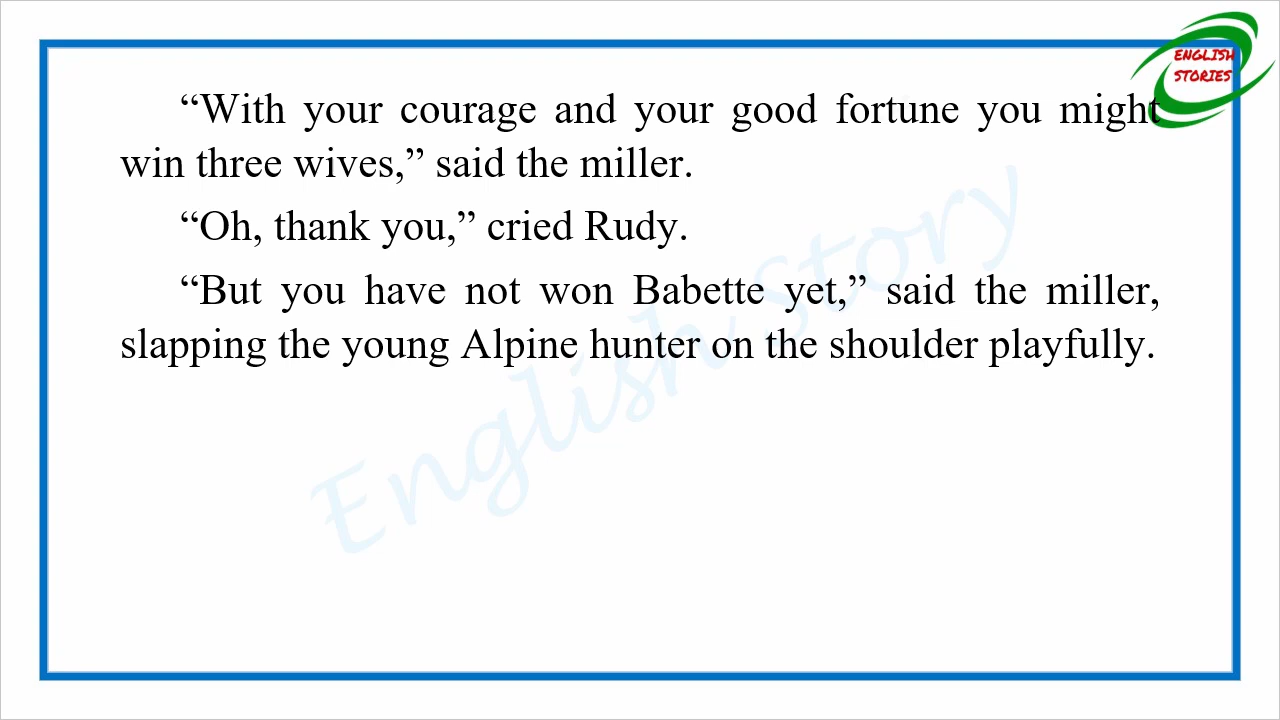 ENGLISH
STORIES
“With your courage and your good fortune you might
win three wives,” said the miller.
“Oh, thank you,” cried Rudy.
“But you have not won Babette yet,” said the miller,
slapping the young Alpine hunter on the shoulder playfully.
English Story